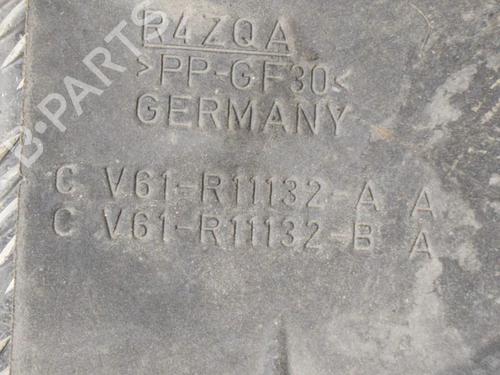 R4ZQA
>PP-GF30<
GERMANY
C V61-R11132-A A
C V61-R11132-B A
B-PARTS